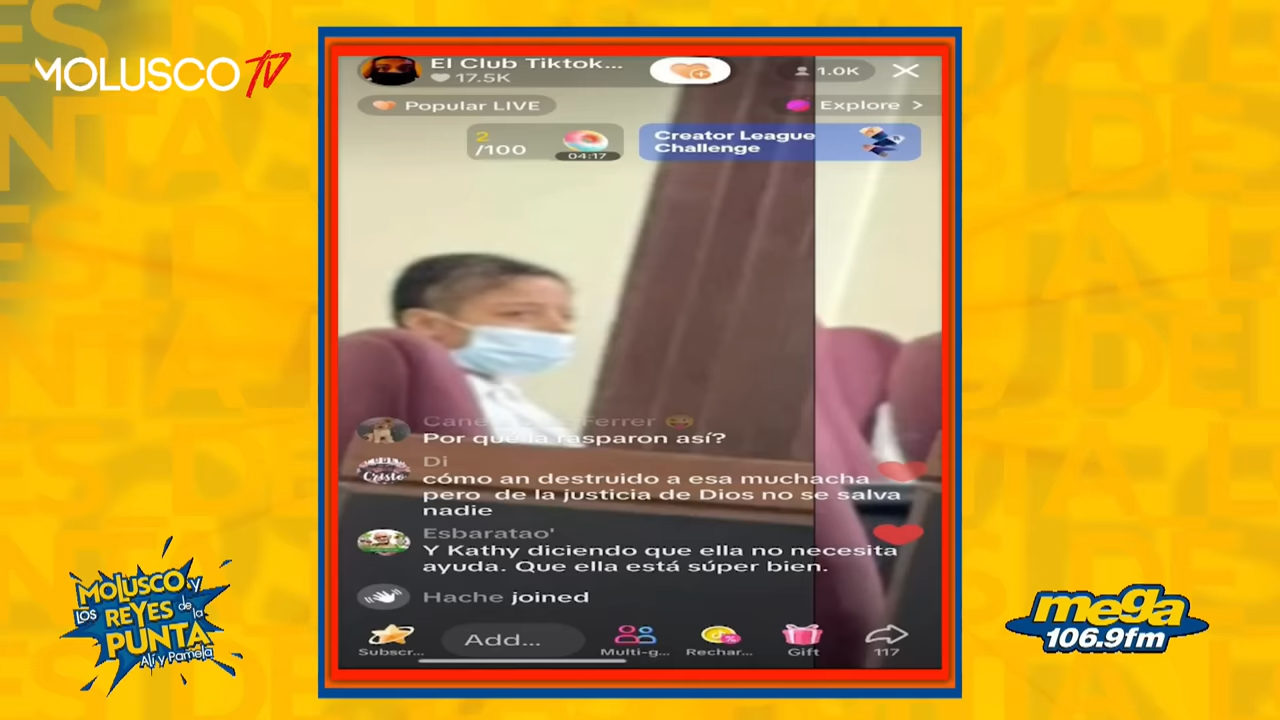 MOLUSCO TV
El Club Tiktok...
17.5K
1.0K
Popular LIVE
Explore >
2
/100
04:17
Creator League
Challenge
Ferrer
Por qué la rasparon así?
Di
cómo an destruido a esa muchacha
pero de la justicia de Dios no se salva
nadie
Esbaratao'
Y Kathy diciendo que ella no necesita
ayuda. Que ella está súper bien.
Hache joined
Subscr...
Add...
Multi-g...
Rechar...
Gift
117
MOLUSCO y
LOS REYES de la
PUNTA
Alí y Pamela
mega
106.9fm